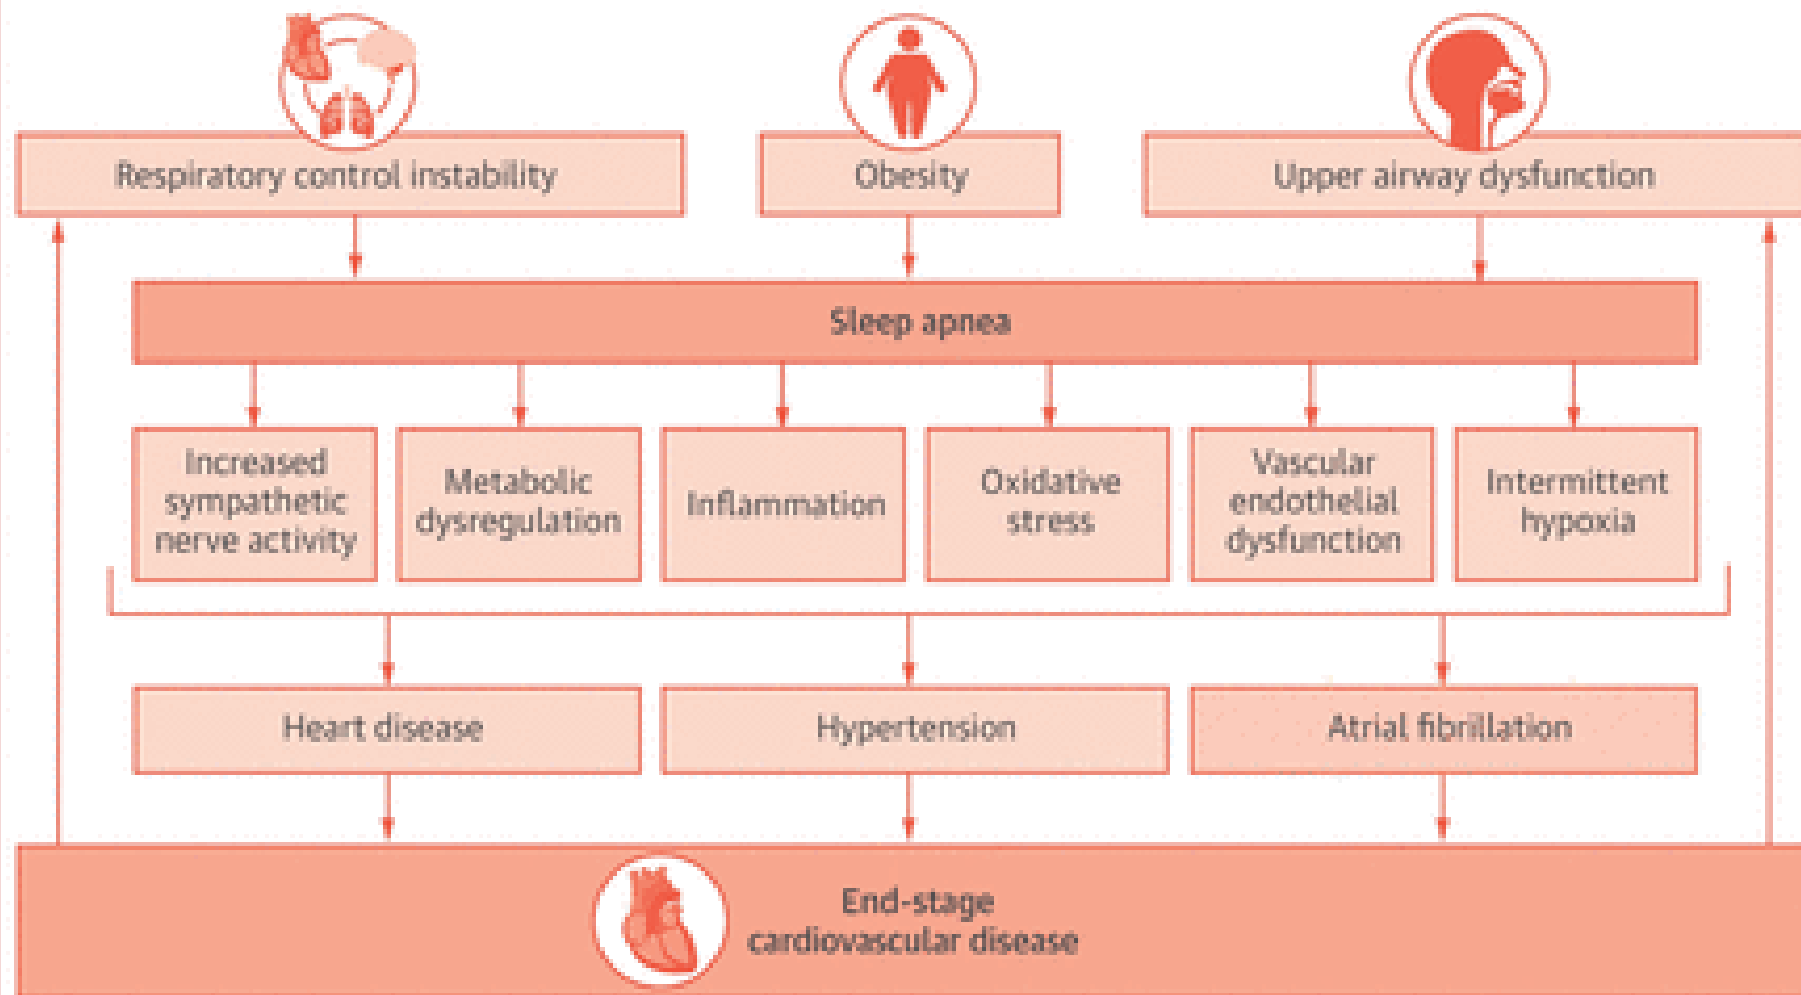 Respiratory control instability
Obesity
Upper airway dysfunction
Sleep apnea
Increased
sympathetic
nerve activity
Metabolic
dysregulation
Inflammation
Oxidative
stress
Vascular
endothelial
dysfunction
Intermittent
hypoxia
Heart disease
Hypertension
Atrial fibrillation
End-stage
cardiovascular disease